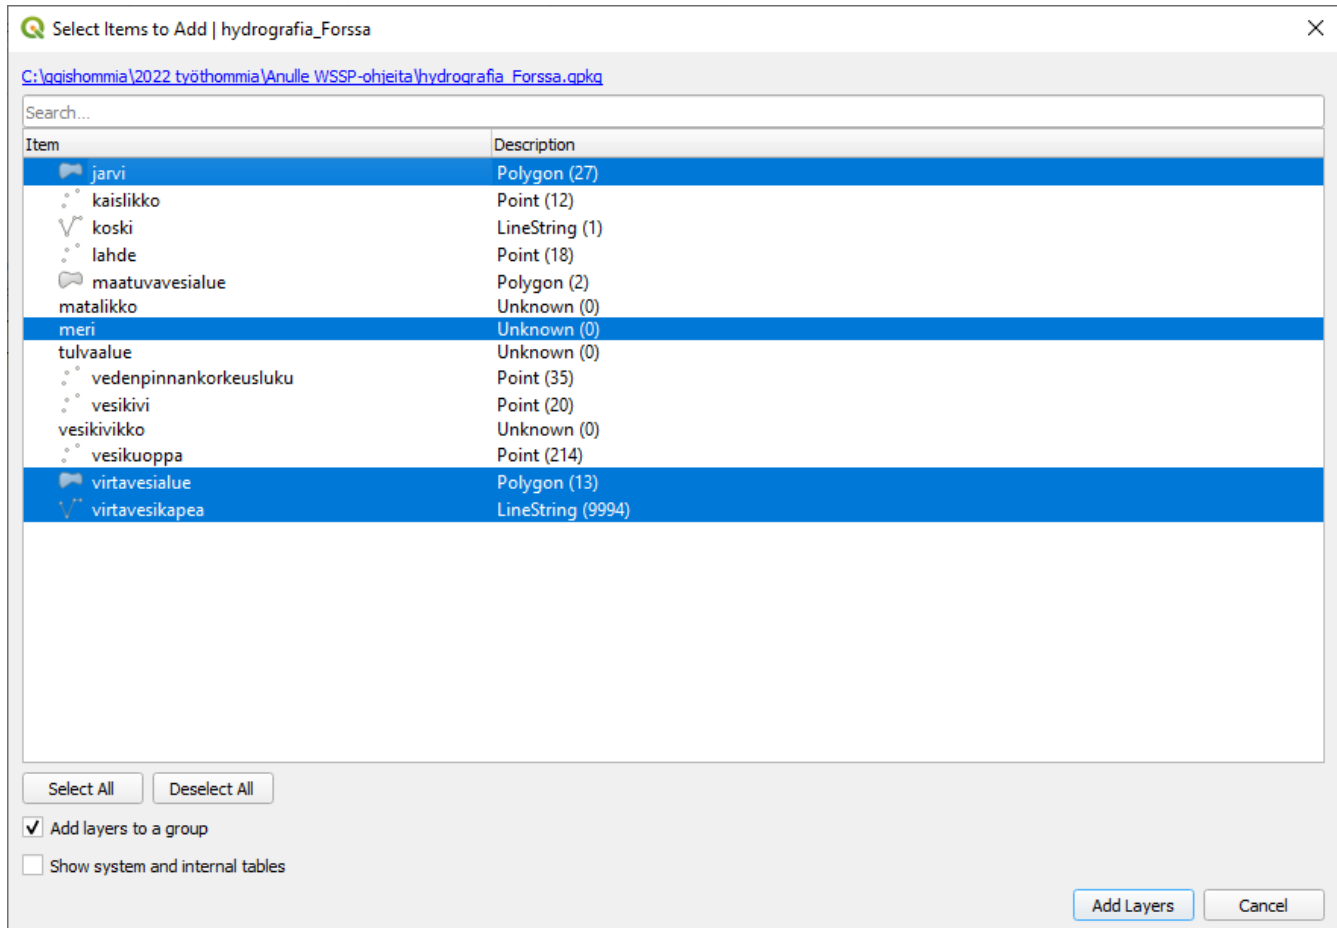 Select Items to Add | hydrografia_Forssa
C:\qgishommia\2022 työthommia\Anulle WSSP-ohjeita\hydrografia_Forssa.gpkg
Search...
Item Description
jarvi Polygon (27)
kaislikko Point (12)
koski LineString (1)
lahde Point (18)
maatuvavesialue Polygon (2)
matalikko Unknown (0)
meri Unknown (0)
tulvaalue Unknown (0)
vedenpinnankorkeusluku Point (35)
vesikivi Point (20)
vesikivikko Unknown (0)
vesikuoppa Point (214)
virtavesialue Polygon (13)
virtavesikapea LineString (9994)
Select All Deselect All
Add layers to a group
Show system and internal tables
Add Layers Cancel